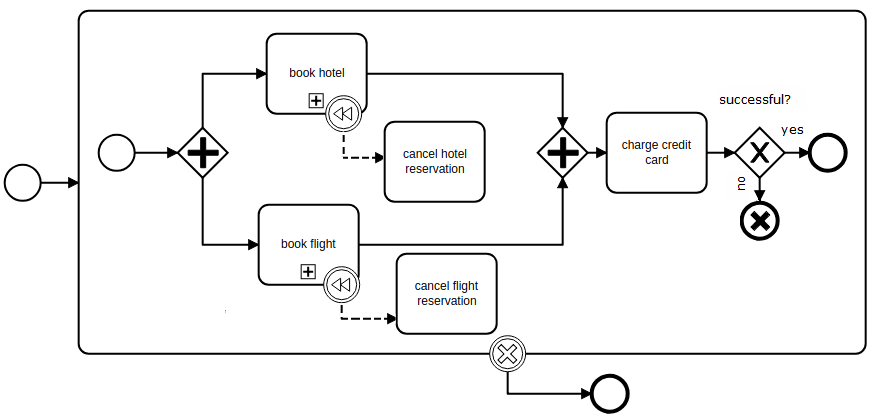 book hotel
cancel hotel
reservation
book flight
cancel flight
reservation
charge credit
card
successful?
yes
no